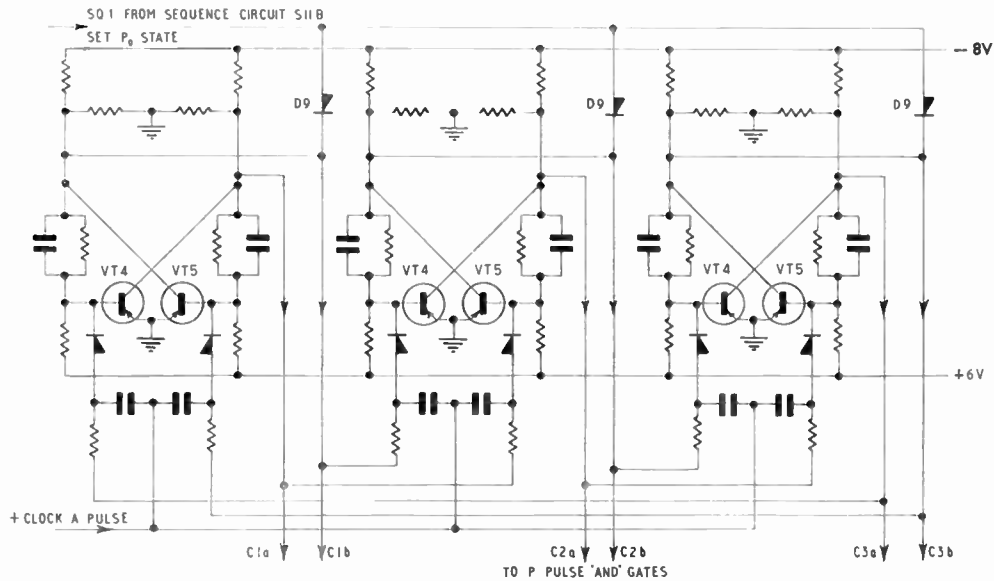 SQ1 FROM SEQUENCE CIRCUIT S11B
SET P₀ STATE
— 8V
D9
D9
D9
VT4
VT5
VT4
VT5
VT4
VT5
+6V
+ CLOCK A PULSE
C1a
C1b
C2a
C2b
C3a
C3b
TO P PULSE 'AND' GATES